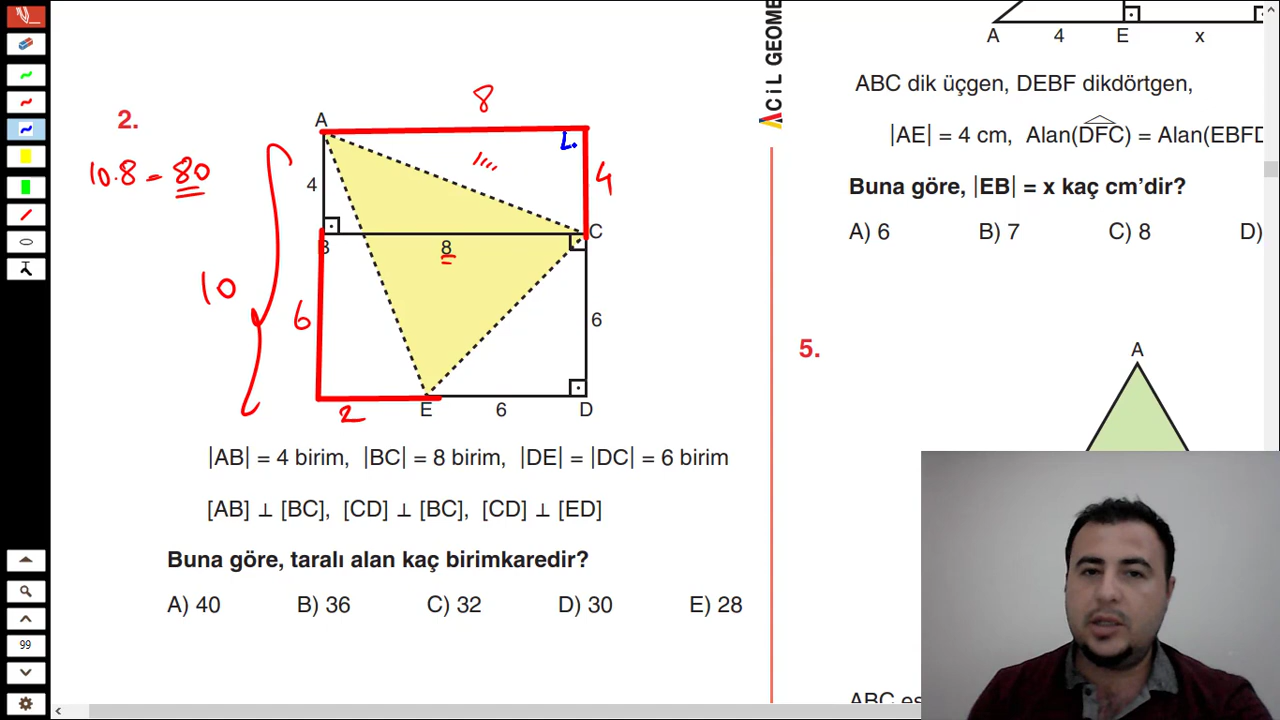 2.
10.8 = 80
8
A
4
4
B
8
C
10
6
6
2
E
6
D
|AB| = 4 birim, |BC| = 8 birim, |DE| = |DC| = 6 birim
[AB] ⊥ [BC], [CD] ⊥ [BC], [CD] ⊥ [ED]
Buna göre, taralı alan kaç birimkaredir?
A) 40 B) 36 C) 32 D) 30 E) 28
ACİL GEOME
A 4 E x
ABC dik üçgen, DEBF dikdörtgen,
|AE| = 4 cm, Alan(DFC) = Alan(EBFD
Buna göre, |EB| = x kaç cm'dir?
A) 6 B) 7 C) 8 D)
5.
A
ABC eş
99